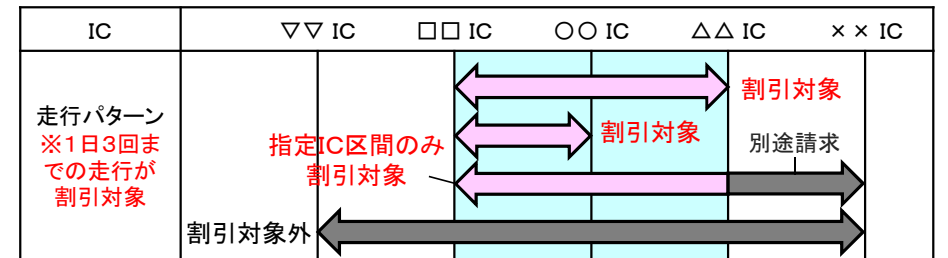 IC ▽▽ IC □□ IC ○○ IC △△ IC ×× IC
割引対象
走行パターン
※1日3回ま
での走行が
割引対象
指定IC区間のみ
割引対象
割引対象
別途請求
割引対象外